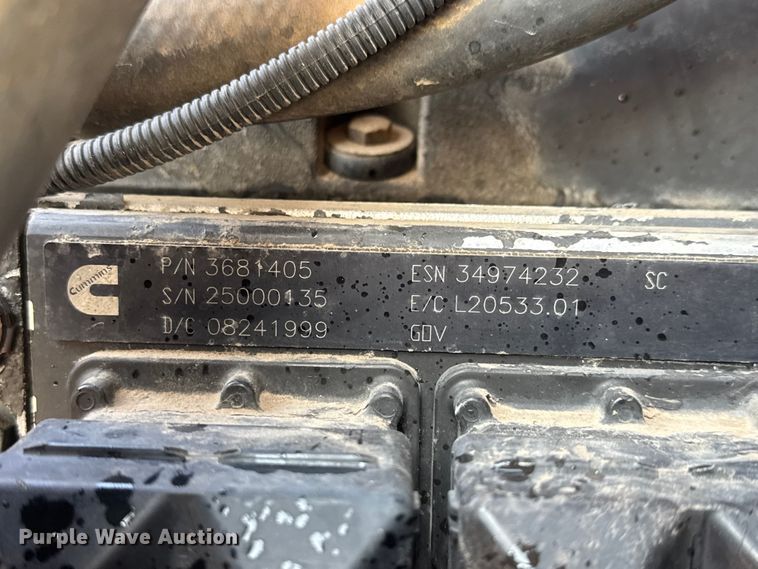 Cummins
P/N 3681405 ESN 34974232 SC
S/N 25000135 E/C L20533.01
D/C 08241999 GOV
Purple Wave Auction